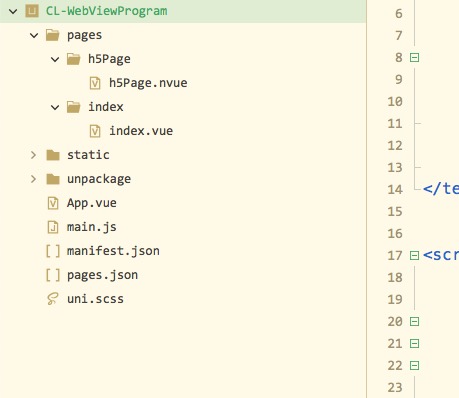 CL-WebViewProgram
pages
h5Page
h5Page.nvue
index
index.vue
static
unpackage
App.vue
main.js
manifest.json
pages.json
uni.scss
6
7
8
9
10
11
12
13
14 </te
15
16
17 <scr
18
19
20
21
22
23